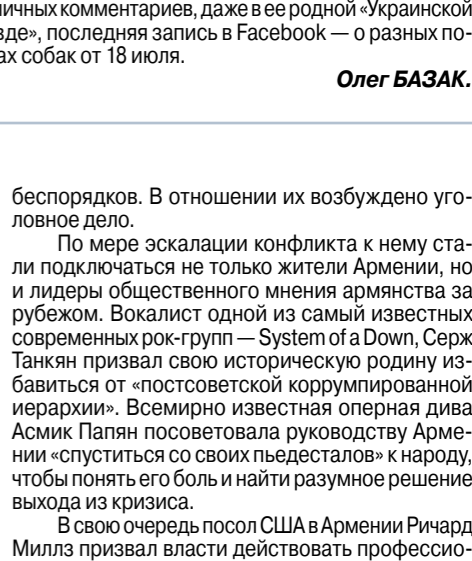 ничных комментариев, даже в ее родной «Украинской
зде», последняя запись в Facebook — о разных по-
ах собак от 18 июля.
Олег БАЗАК.
беспорядков. В отношении их возбуждено уго-
ловное дело.
По мере эскалации конфликта к нему ста-
ли подключаться не только жители Армении, но
и лидеры общественного мнения армянства за
рубежом. Вокалист одной из самый известных
современных рок-групп — System of a Down, Серж
Танкян призвал свою историческую родину из-
бавиться от «постсоветской коррумпированной
иерархии». Всемирно известная оперная дива
Асмик Папян посоветовала руководству Арме-
нии «спуститься со своих пьедесталов» к народу,
чтобы понять его боль и найти разумное решение
выхода из кризиса.
В свою очередь посол США в Армении Ричард
Миллз призвал власти действовать профессио-